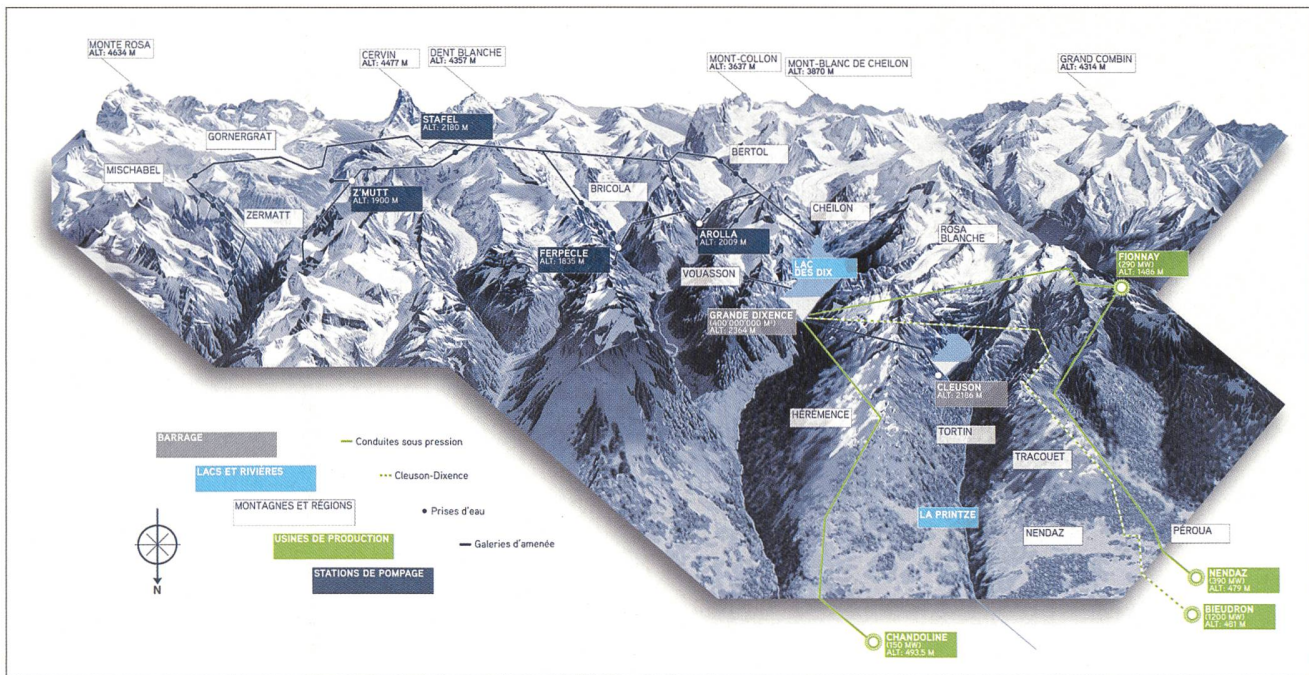 MONTE ROSA
ALT: 4634 M
CERVIN
ALT: 4477 M
DENT BLANCHE
ALT: 4357 M
MONT-COLLON
ALT: 3637 M
MONT-BLANC DE CHEILON
ALT: 3870 M
GRAND COMBIN
ALT: 4314 M
STAFEL
ALT: 2180 M
GORNERGRAT
MISCHABEL
BERTOL
BRICOLA
Z'MUTT
ALT: 1900 M
ZERMATT
CHEILON
AROLLA
ALT: 2009 M
ROSA
BLANCHE
FERPÈCLE
ALT: 1835 M
VOUASSON
LAC
DES DIX
FIONNAY
(290 MW)
ALT: 1486 M
GRANDE DIXENCE
(400'000'000 M³)
ALT: 2364 M
CLEUSON
ALT: 2186 M
HÉRÉMENCE
TORTIN
TRACOUET
BARRAGE
LACS ET RIVIÈRES
MONTAGNES ET RÉGIONS
USINES DE PRODUCTION
STATIONS DE POMPAGE
Conduites sous pression
Cleuson-Dixence
Prises d'eau
Galeries d'amenée
N
LA PRINTZE
NENDAZ
PÉROUA
NENDAZ
(390 MW)
ALT: 479 M
BIEUDRON
(1200 MW)
ALT: 481 M
CHANDOLINE
(150 MW)
ALT: 493.5 M